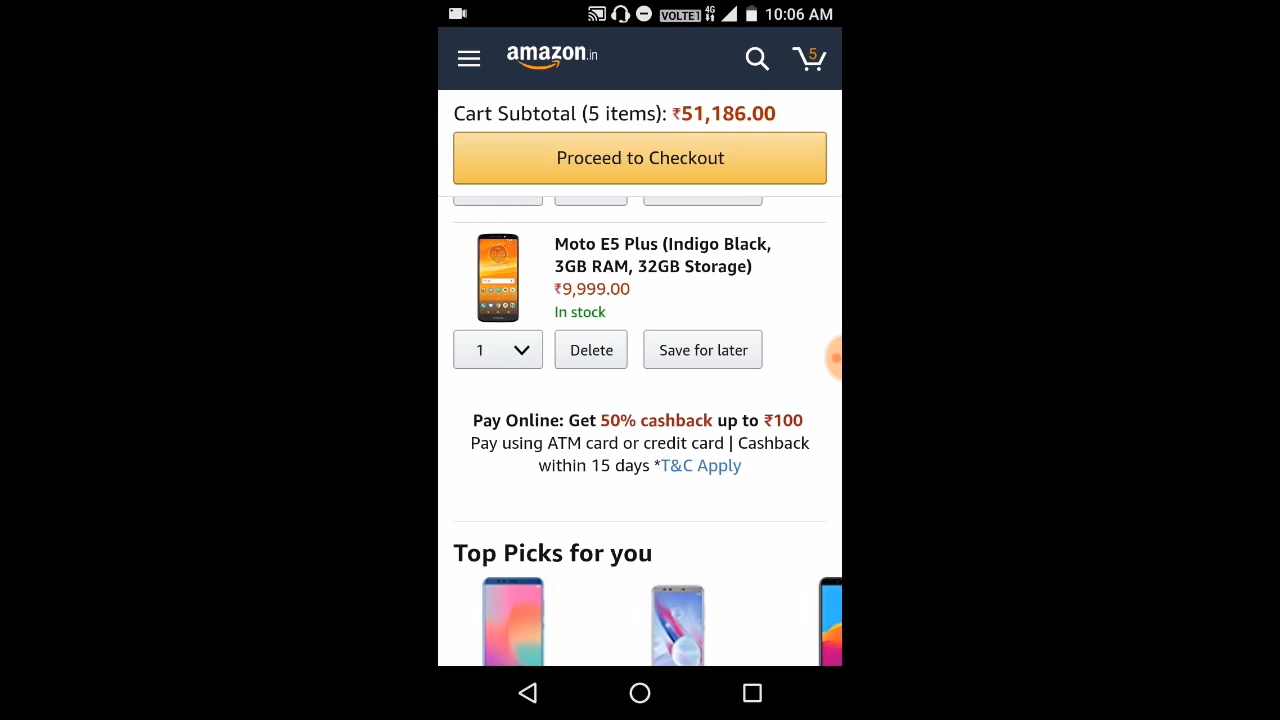 VOLTE1 4G 10:06 AM
amazon.in
5
Cart Subtotal (5 items): ₹51,186.00
Proceed to Checkout
Moto E5 Plus (Indigo Black,
3GB RAM, 32GB Storage)
₹9,999.00
In stock
1 Delete Save for later
Pay Online: Get 50% cashback up to ₹100
Pay using ATM card or credit card | Cashback
within 15 days *T&C Apply
Top Picks for you